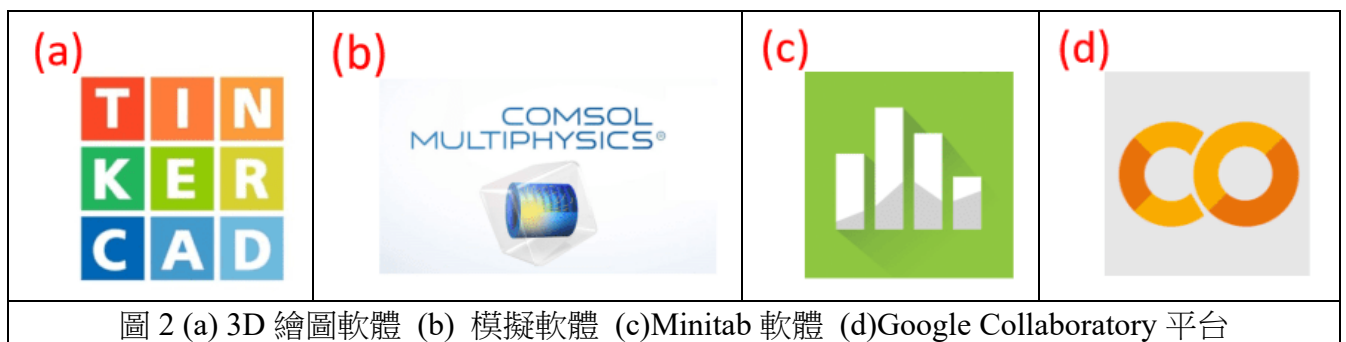 (a)
TIN
KER
CAD
(b)
COMSOL
MULTIPHYSICS®
(c)
(d)
CO
圖 2 (a) 3D 繪圖軟體 (b) 模擬軟體 (c)Minitab 軟體 (d)Google Collaboratory 平台